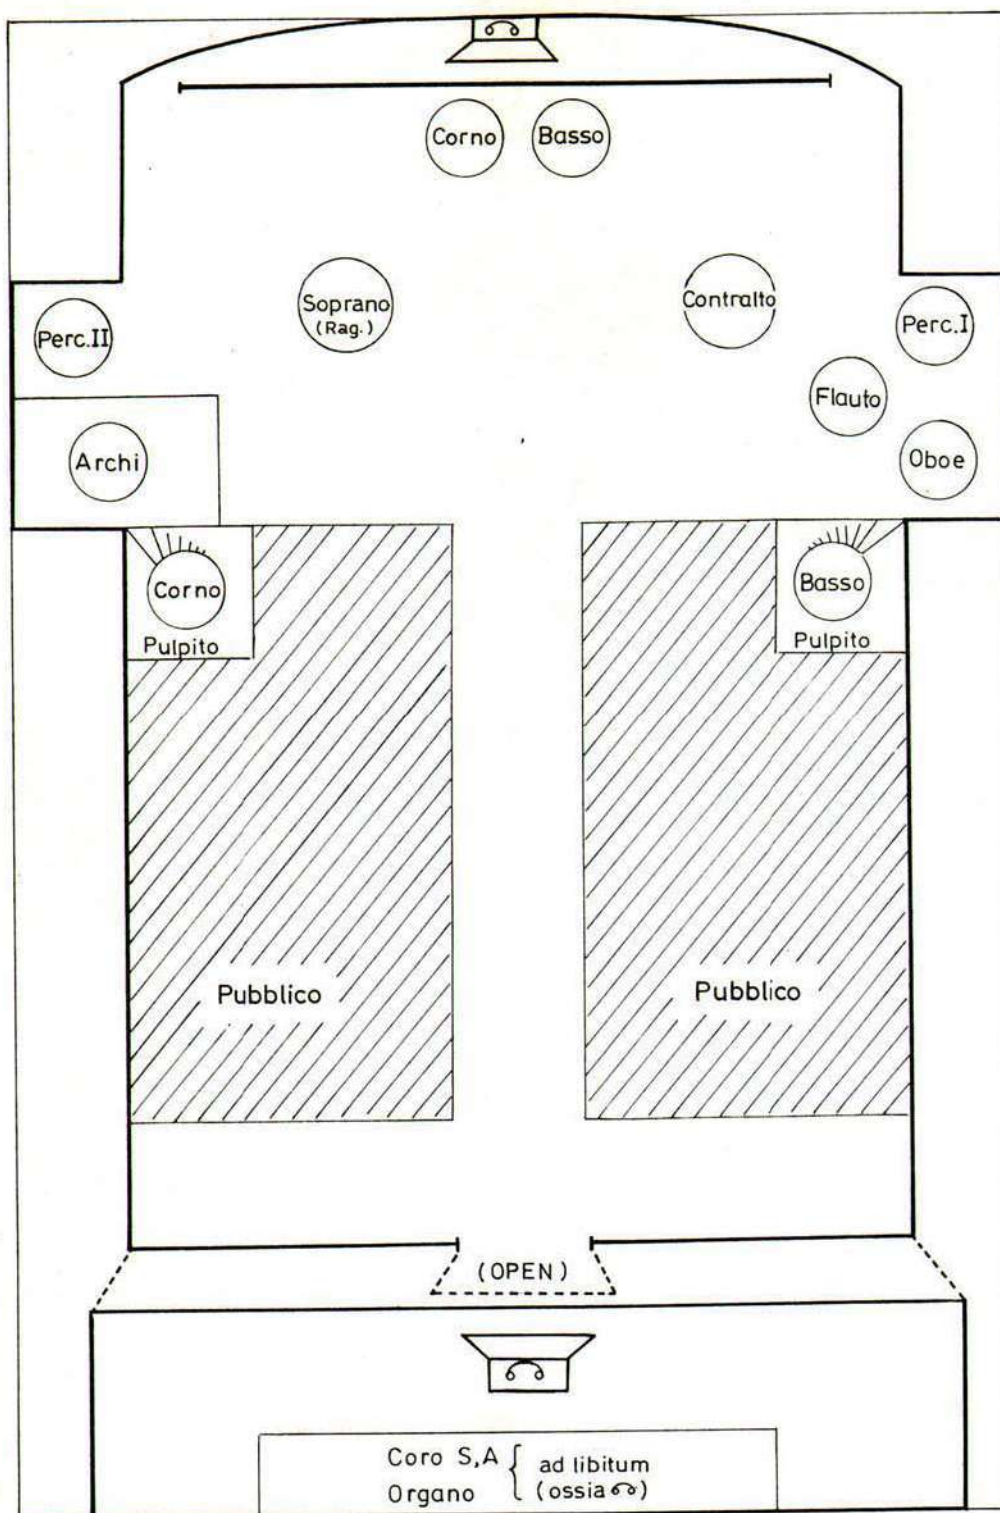 Corno Basso
Soprano
(Rag.)
Contralto
Perc.II
Perc.I
Flauto
Archi
Oboe
Corno
Pulpito
Basso
Pulpito
Pubblico
Pubblico
(OPEN)
Coro S,A { ad libitum
Organo (ossia )